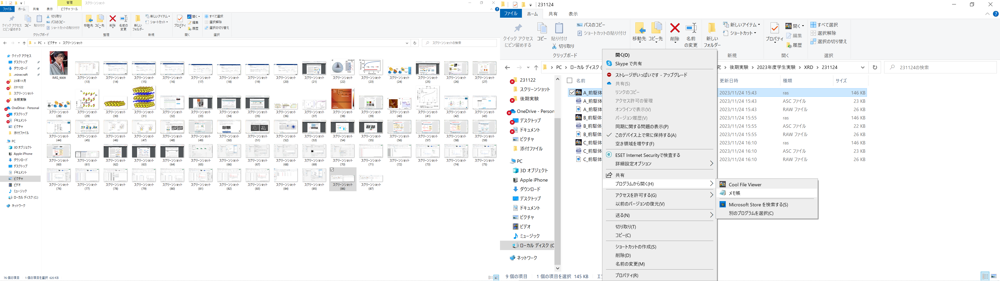 管理
スクリーンショット
ファイル
ホーム
共有
表示
ピクチャ ツール
クイック アクセス
にピン留めする
コピー
貼り付け
切り取り
パスのコピー
ショートカットの貼り付け
クリップボード
移動先
コピー先
削除
名前の
変更
整理
新しい
フォルダー
新しいアイテム
ショートカット
新規
プロパティ
開く
編集
履歴
開く
すべて選択
選択解除
選択の切り替え
選択
PC
ピクチャ
スクリーンショット
スクリーンショットの検索
クイック アクセス
デスクトップ
ダウンロード
.minecraft
23年11月
231122
スクリーンショット
後期実験
OneDrive - Personal
デスクトップ
ドキュメント
ピクチャ
添付ファイル
PC
3D オブジェクト
Apple iPhone
ダウンロード
デスクトップ
ドキュメント
ピクチャ
ビデオ
ミュージック
ローカル ディスク (C:)
ネットワーク
IMG_9009
スクリーンショット (13)
スクリーンショット (14)
スクリーンショット (15)
スクリーンショット (16)
スクリーンショット (17)
スクリーンショット (18)
スクリーンショット (19)
スクリーンショット (20)
スクリーンショット (21)
スクリーンショット (22)
スクリーンショット (23)
スクリーンショット (24)
スクリーンショット (25)
スクリーンショット (26)
スクリーンショット (27)
スクリーンショット (28)
スクリーンショット (29)
スクリーンショット (30)
スクリーンショット (31)
スクリーンショット (32)
スクリーンショット (33)
スクリーンショット (34)
スクリーンショット (35)
スクリーンショット (36)
スクリーンショット (37)
スクリーンショット (38)
スクリーンショット (39)
スクリーンショット (40)
スクリーンショット (41)
スクリーンショット (42)
スクリーンショット (43)
スクリーンショット (44)
スクリーンショット (45)
スクリーンショット (46)
スクリーンショット (47)
スクリーンショット (48)
スクリーンショット (49)
スクリーンショット (50)
スクリーンショット (51)
スクリーンショット (52)
スクリーンショット (53)
スクリーンショット (54)
スクリーンショット (55)
スクリーンショット (56)
スクリーンショット (57)
スクリーンショット (58)
スクリーンショット (59)
スクリーンショット (60)
スクリーンショット (61)
スクリーンショット (62)
スクリーンショット (63)
スクリーンショット (64)
スクリーンショット (65)
スクリーンショット (66)
スクリーンショット (67)
スクリーンショット (68)
スクリーンショット (69)
スクリーンショット (70)
スクリーンショット (71)
スクリーンショット (72)
スクリーンショット (73)
スクリーンショット (74)
スクリーンショット (75)
スクリーンショット (76)
スクリーンショット (77)
スクリーンショット (78)
スクリーンショット (79)
スクリーンショット (80)
スクリーンショット (81)
スクリーンショット (82)
スクリーンショット (83)
スクリーンショット (84)
スクリーンショット (85)
スクリーンショット (86)
スクリーンショット (87)
76 個の項目
1 個の項目を選択 620 KB
231124
ファイル
ホーム
共有
表示
クイック アクセス
にピン留めする
コピー
貼り付け
パスのコピー
ショートカットの貼り付け
切り取り
クリップボード
移動先
コピー先
削除
名前
の変更
新しい
フォルダー
新しいアイテム
ショートカット
新規
プロパティ
開く
編集
履歴
開く
すべて選択
選択解除
選択の切り替え
選択
PC
ローカル ディスク (
究
後期実験
2023年度学生実験
XRD
231124
231124の検索
231122
スクリーンショット
後期実験
OneDrive - Person
デスクトップ
ドキュメント
ピクチャ
添付ファイル
PC
3D オブジェクト
Apple iPhone
ダウンロード
デスクトップ
ドキュメント
ピクチャ
ビデオ
ミュージック
ローカル ディスク (C
ネットワーク
名前
更新日時
種類
サイズ
A_前駆体
2023/11/24 15:43
ras
146 KB
A_前駆体
2023/11/24 15:43
ASC ファイル
23 KB
A_前駆体
2023/11/24 15:43
RAW ファイル
26 KB
B_前駆体
2023/11/24 15:55
ras
146 KB
B_前駆体
2023/11/24 15:55
ASC ファイル
22 KB
B_前駆体
2023/11/24 15:55
RAW ファイル
26 KB
C_前駆体
2023/11/24 16:10
ras
146 KB
C_前駆体
2023/11/24 16:10
ASC ファイル
23 KB
C_前駆体
2023/11/24 16:10
RAW ファイル
26 KB
開く(O)
Skype で共有
ストレージがいっぱいです - アップグレード
共有(S)
リンクのコピー
アクセス許可の管理
オンラインで表示(V)
バージョン履歴(V)
同期に関する問題の表示(P)
このデバイス上で常に保持する(A)
空き領域を増やす(F)
ESET Internet Securityで検査する
詳細設定オプション
共有
プログラムから開く(H)
アクセスを許可する(G)
以前のバージョンの復元(V)
送る(N)
切り取り(T)
コピー(C)
ショートカットの作成(S)
削除(D)
名前の変更(M)
プロパティ(R)
Cool File Viewer
メモ帳
Microsoft Store を検索する(S)
別のプログラムを選択(C)
9 個の項目
1 個の項目を選択 145 KB